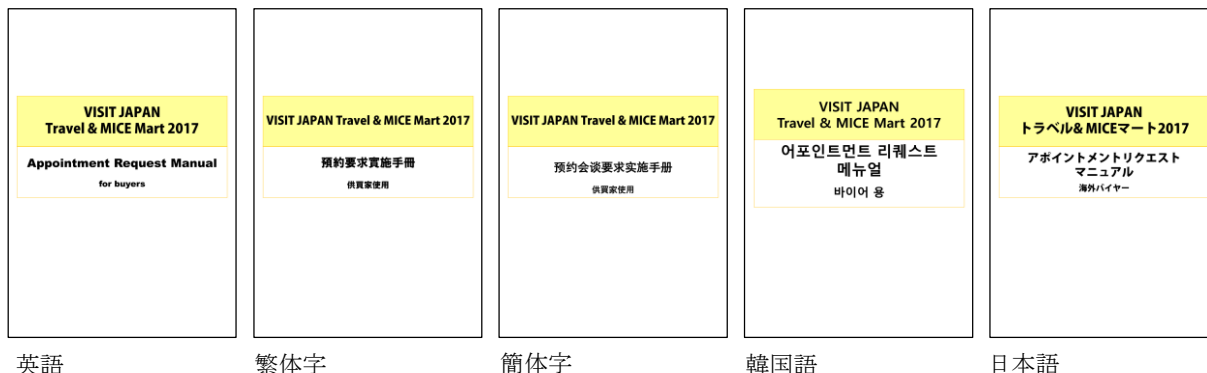 VISIT JAPAN
Travel & MICE Mart 2017
Appointment Request Manual
for buyers
英語
VISIT JAPAN Travel & MICE Mart 2017
預約要求實施手冊
供買家使用
繁体字
VISIT JAPAN Travel & MICE Mart 2017
预约会谈要求实施手册
供買家使用
簡体字
VISIT JAPAN
Travel & MICE Mart 2017
어포인트먼트 리퀘스트
메뉴얼
바이어 용
韓国語
VISIT JAPAN
トラベル& MICEマート2017
アポイントメントリクエスト
マニュアル
海外バイヤー
日本語